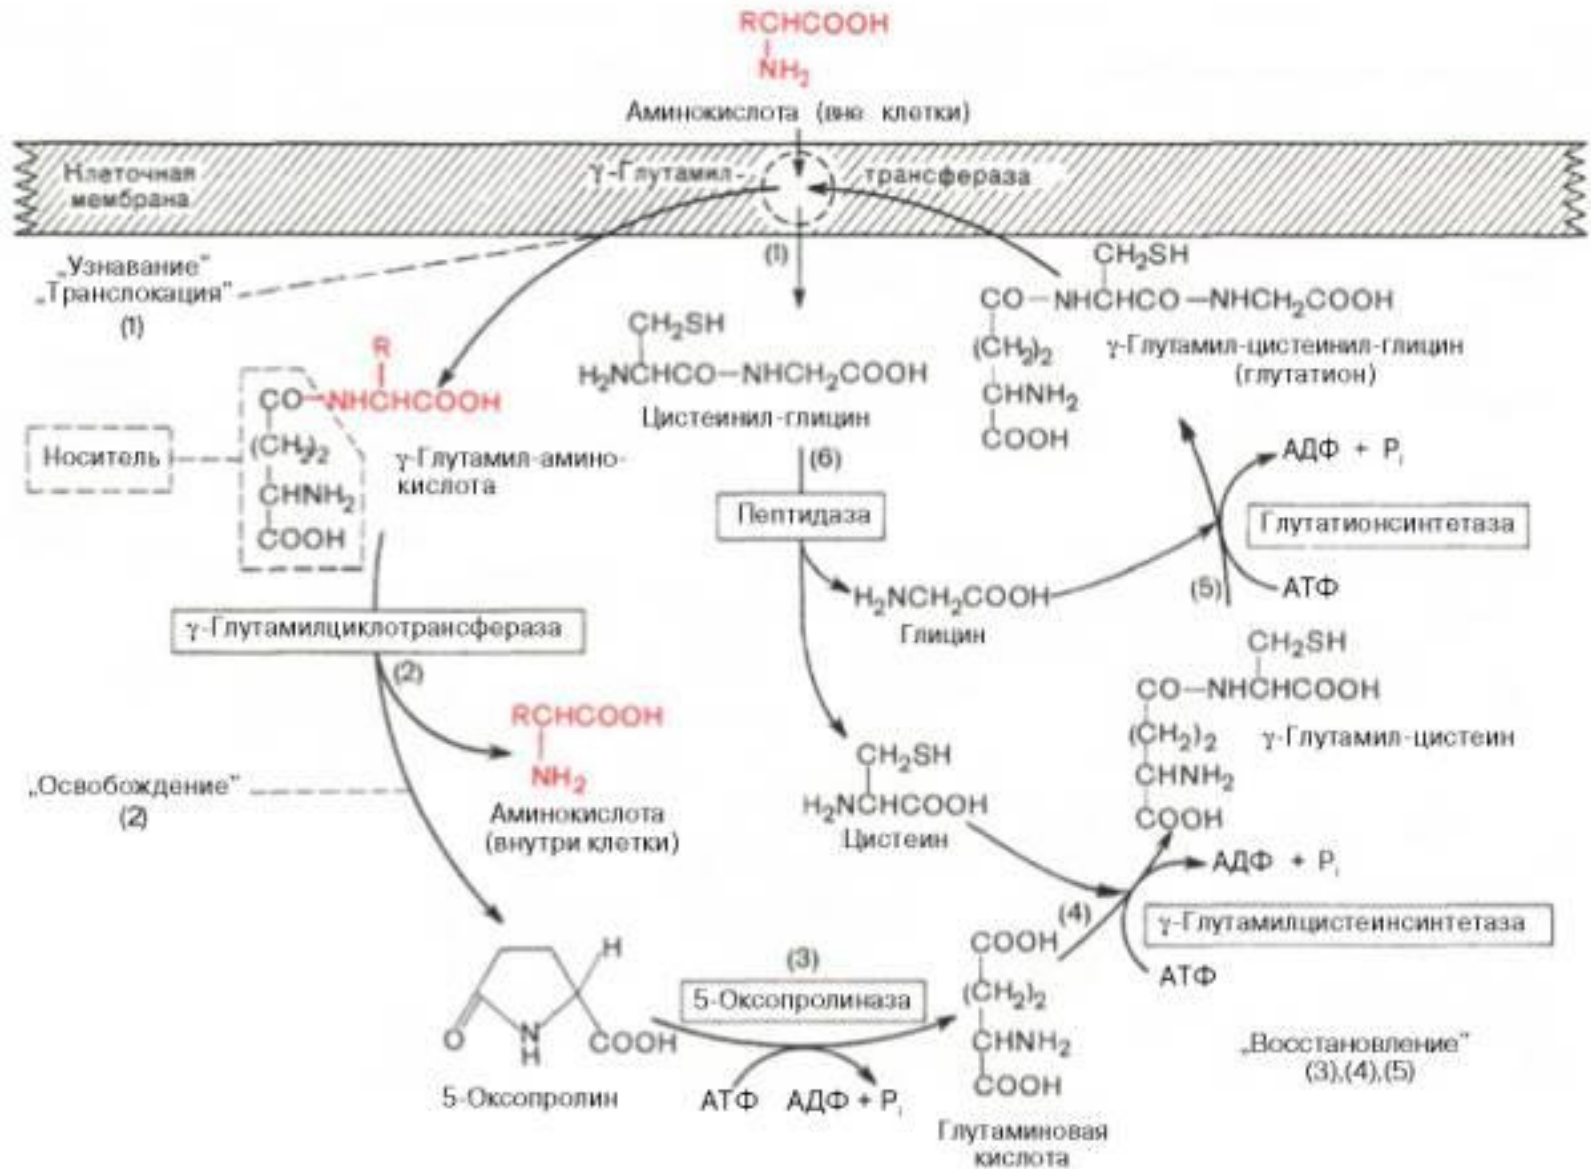 RCHCOOH
NH₂
Аминокислота (вне клетки)
Клеточная
мембрана
γ-Глутамил-
трансфераза
„Узнавание"
„Транслокация"
(1)
(1)
CH₂SH
H₂NCHCO—NHCH₂COOH
Цистеинил-глицин
(6)
CH₂SH
CO—NHCHCO—NHCH₂COOH
(CH₂)₂
CHNH₂
COOH
γ-Глутамил-цистеинил-глицин
(глутатион)
R
CO—NHCHCOOH
(CH₂)₂
CHNH₂
COOH
Носитель
γ-Глутамил-амино-
кислота
Пептидаза
АДФ + Pᵢ
Глутатионсинтетаза
(5)
АТФ
H₂NCH₂COOH
Глицин
γ-Глутамилциклотрансфераза
(2)
RCHCOOH
NH₂
Аминокислота
(внутри клетки)
„Освобождение"
(2)
CH₂SH
H₂NCHCOOH
Цистеин
CH₂SH
CO—NHCHCOOH
(CH₂)₂
CHNH₂
COOH
γ-Глутамил-цистеин
АДФ + Pᵢ
(4)
γ-Глутамилцистеинсинтетаза
АТФ
H
O
N
H
COOH
5-Оксопролин
(3)
5-Оксопролиназа
АТФ АДФ + Pᵢ
COOH
(CH₂)₂
CHNH₂
COOH
Глутаминовая
кислота
„Восстановление"
(3),(4),(5)